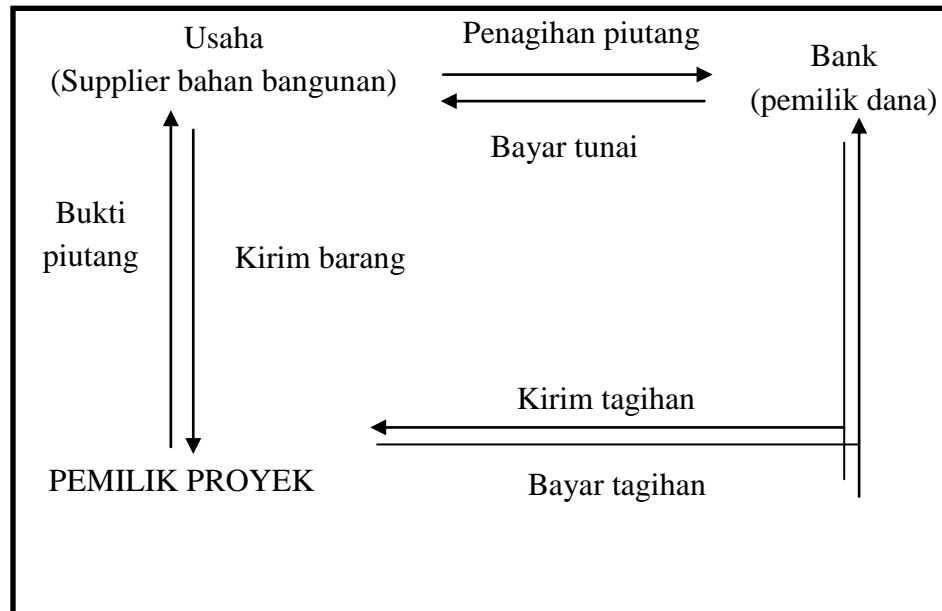 Usaha
(Supplier bahan bangunan)
Penagihan piutang
Bank
(pemilik dana)
Bayar tunai
Bukti
piutang
Kirim barang
Kirim tagihan
PEMILIK PROYEK
Bayar tagihan